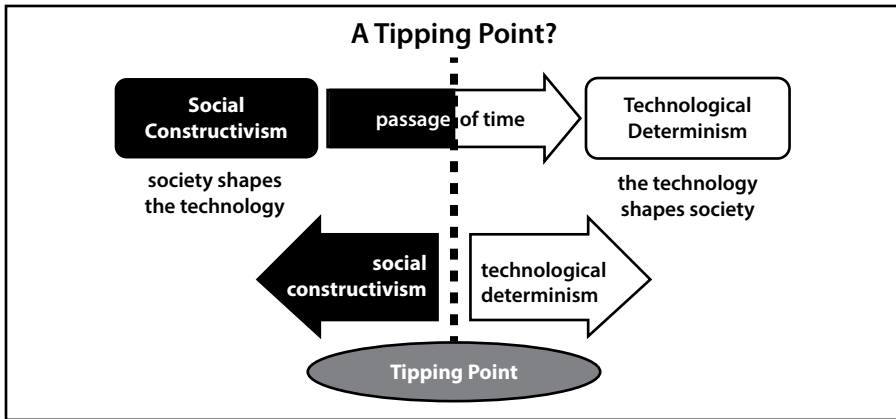 A Tipping Point?
Social
Constructivism
passage of time
Technological
Determinism
society shapes
the technology
the technology
shapes society
social
constructivism
technological
determinism
Tipping Point